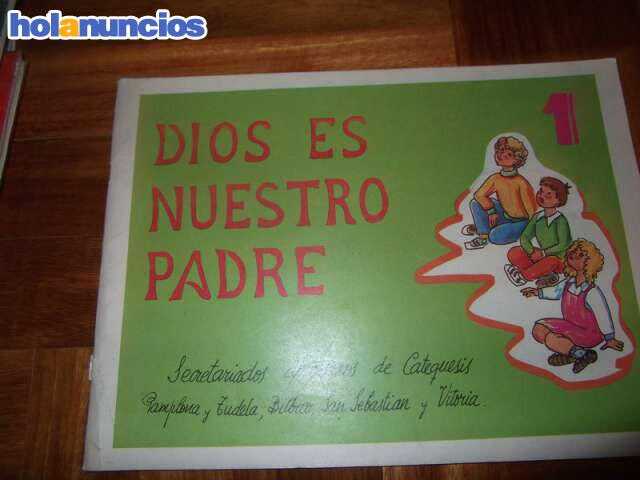 holanuncios
DIOS ES
NUESTRO
PADRE
1
Secretariados de Catequesis
Pamplona y Tudela, Bilbao, San Sebastian y Vitoria.